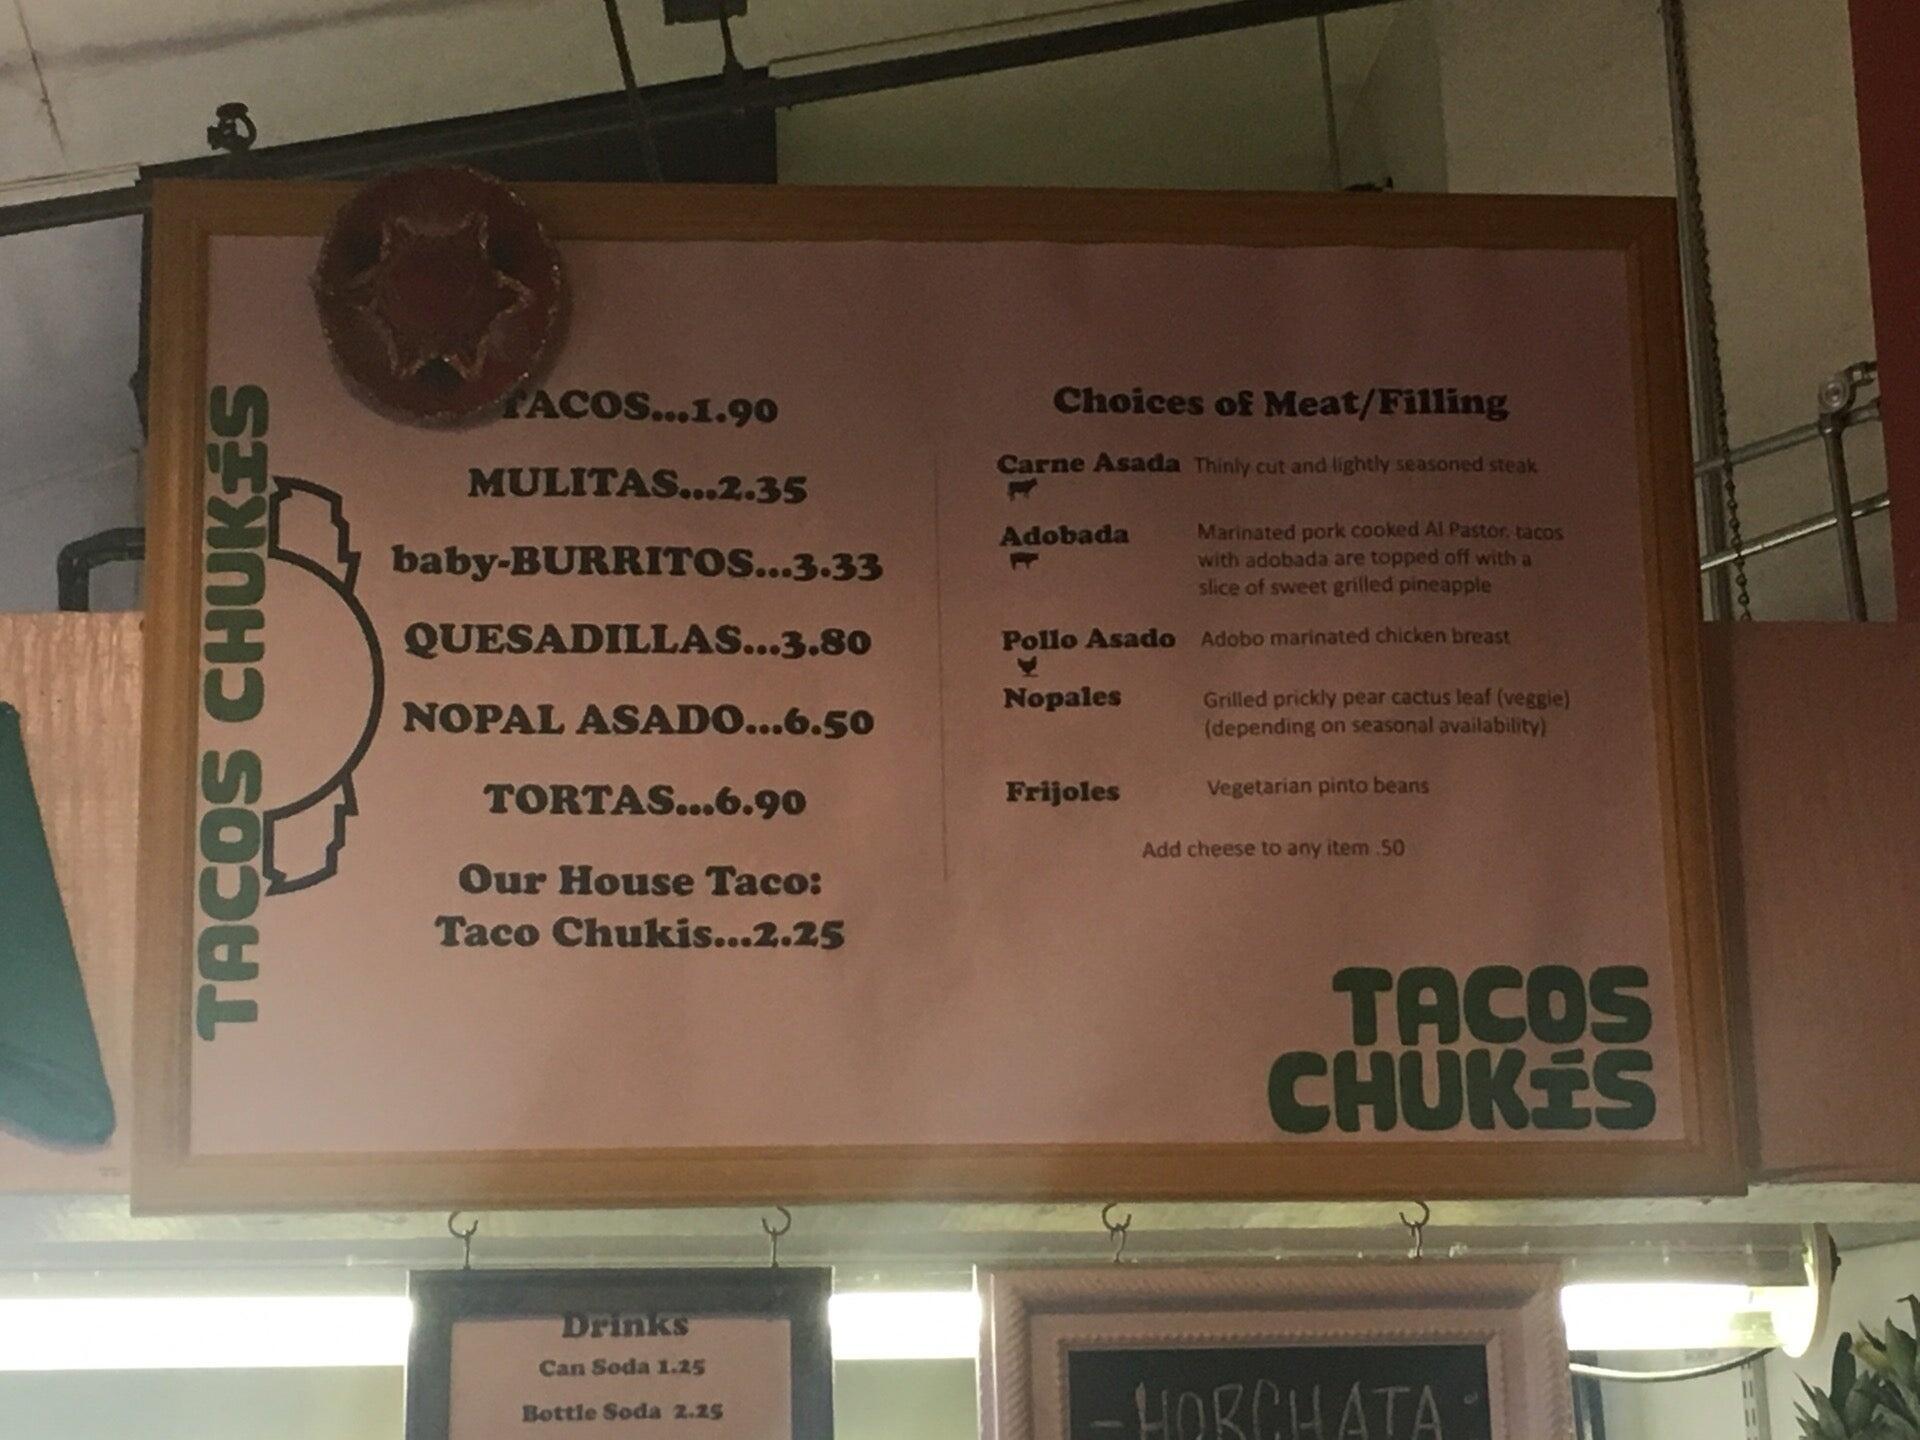 TACOS CHUKÍS
TACOS...1.90
MULITAS...2.35
baby-BURRITOS...3.33
QUESADILLAS...3.80
NOPAL ASADO...6.50
TORTAS...6.90
Our House Taco:
Taco Chukis...2.25
Choices of Meat/Filling
Carne Asada Thinly cut and lightly seasoned steak
Adobada Marinated pork cooked Al Pastor, tacos
with adobada are topped off with a
slice of sweet grilled pineapple
Pollo Asado Adobo marinated chicken breast
Nopales Grilled prickly pear cactus leaf (veggie)
(depending on seasonal availability)
Frijoles Vegetarian pinto beans
Add cheese to any item .50
TACOS
CHUKÍS
Drinks
Can Soda 1.25
Bottle Soda 2.25
-HORCHATA